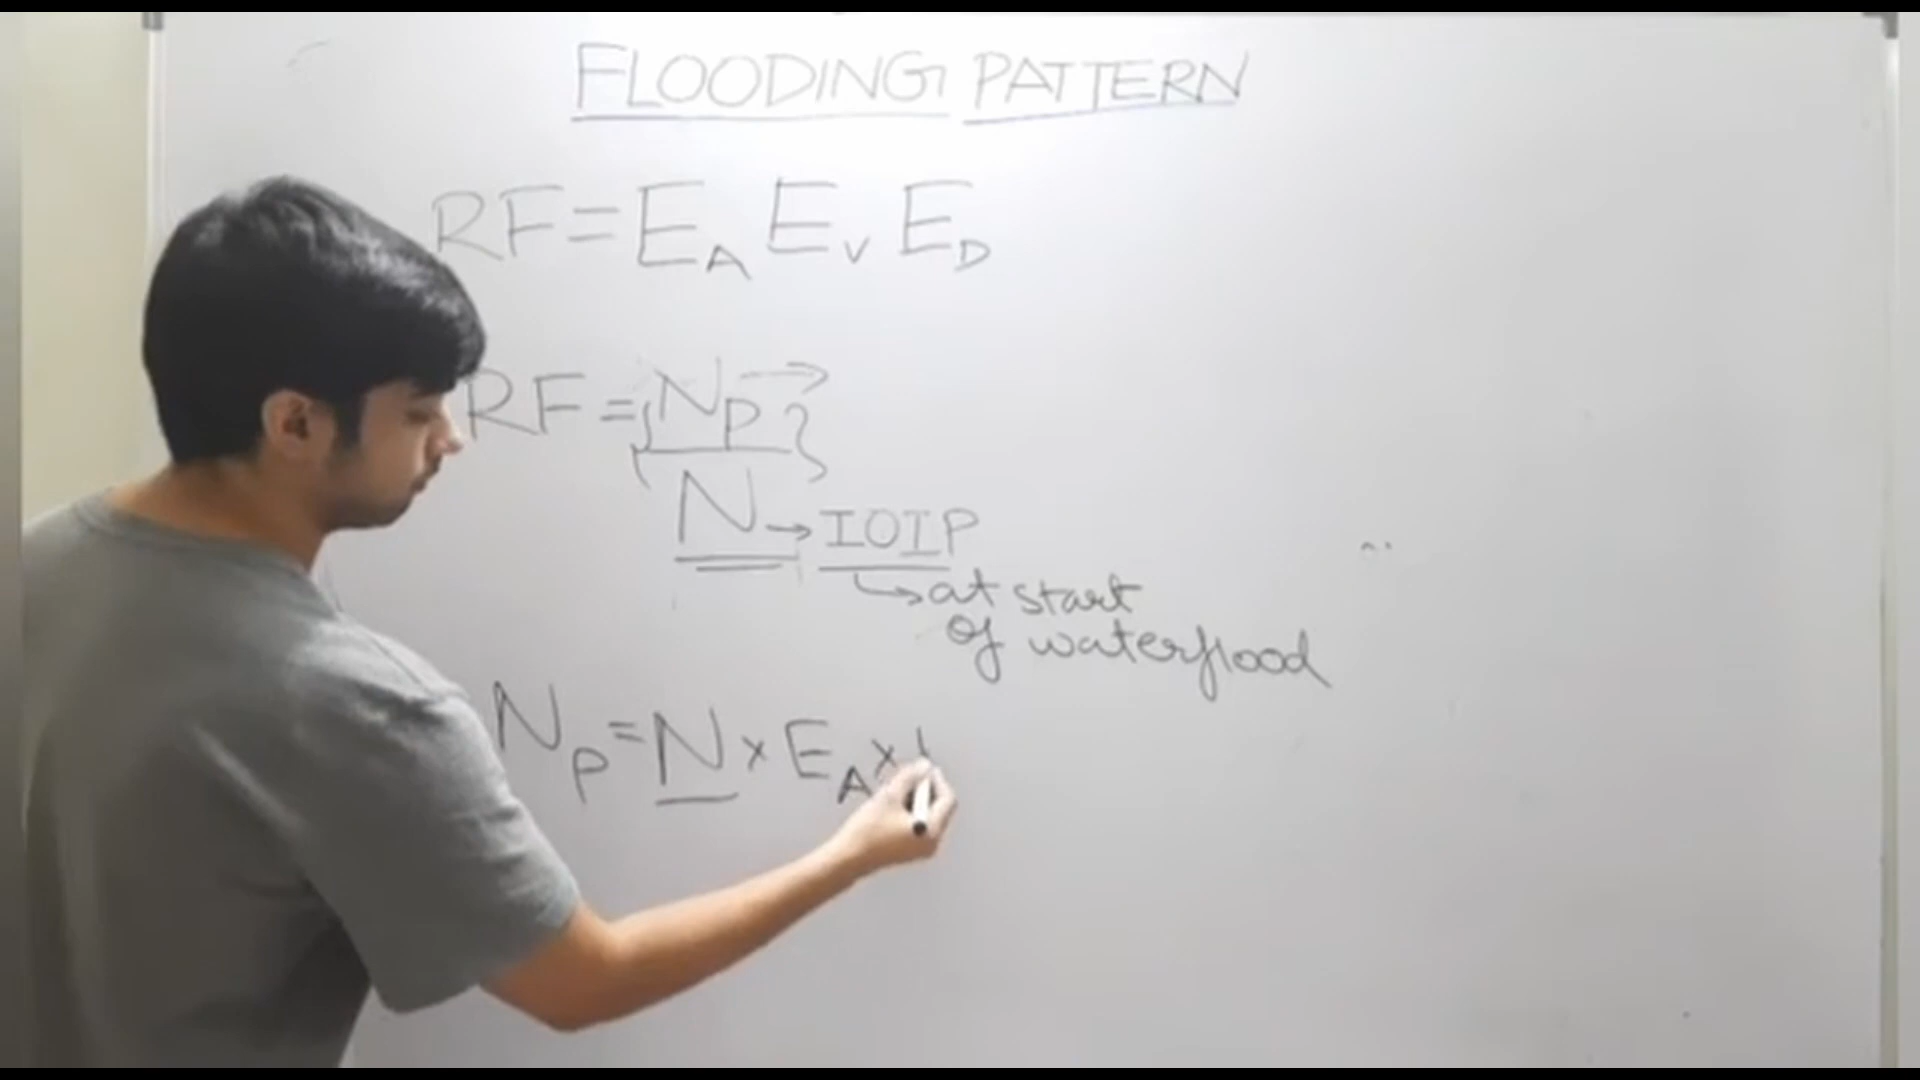 FLOODING PATTERN
RF = E_A E_V E_D
RF = {N_P} →
N → IOIP
↳ at start
of waterflood
N_P = N × E_A ×